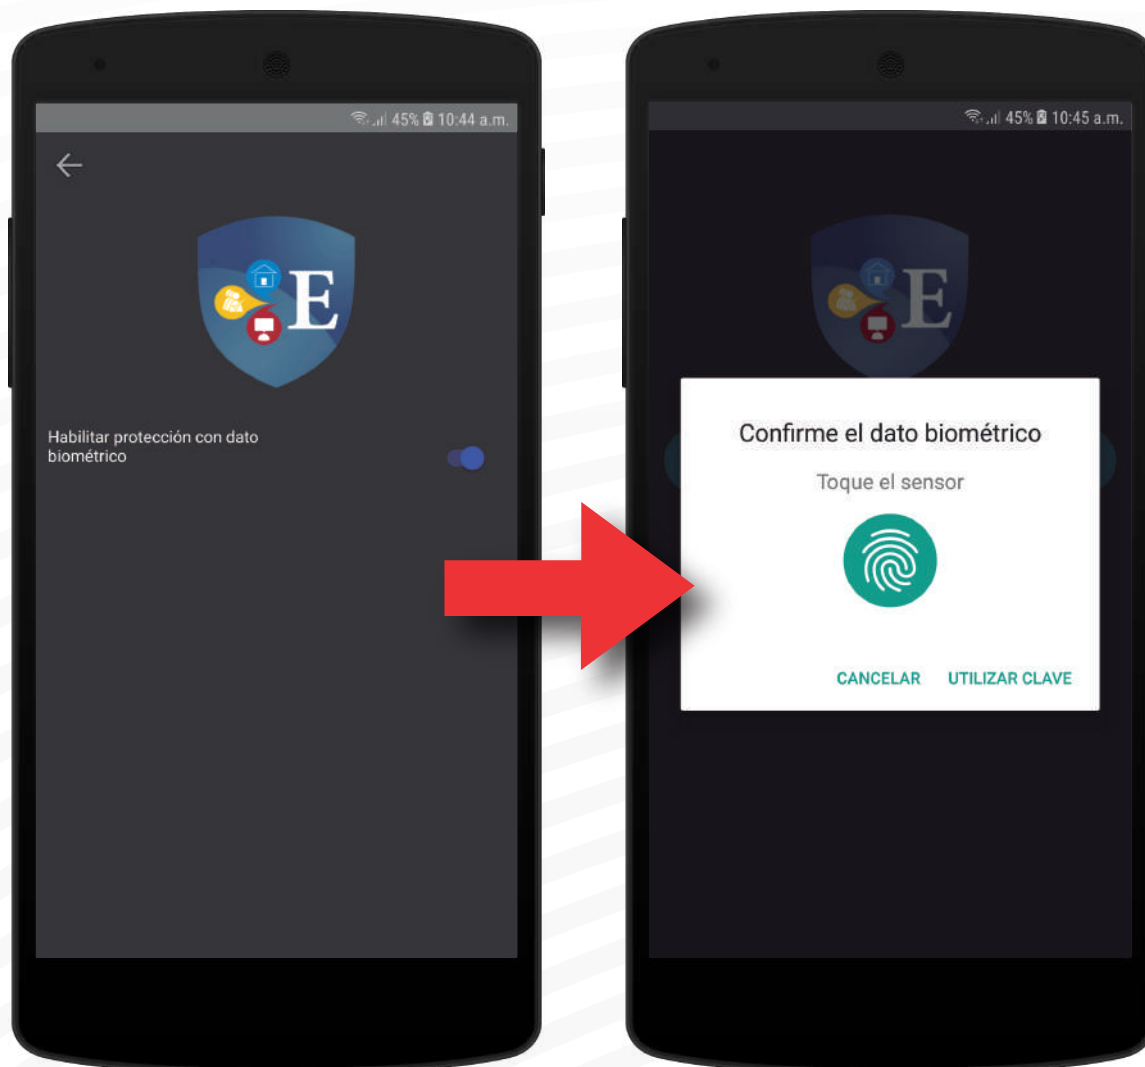 45% 10:44 a.m.
E
Habilitar protección con dato
biométrico
45% 10:45 a.m.
E
Confirme el dato biométrico
Toque el sensor
CANCELAR UTILIZAR CLAVE